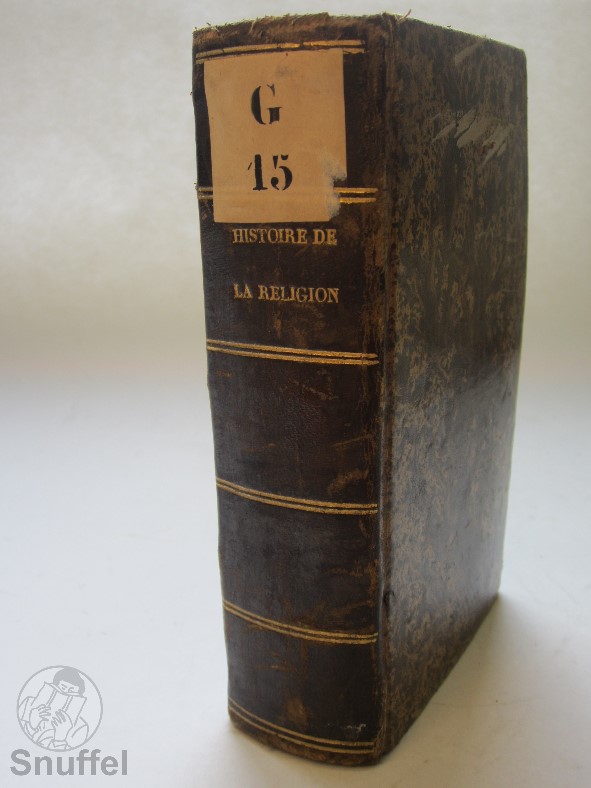 G
15
HISTOIRE DE
LA RELIGION
Snuffel